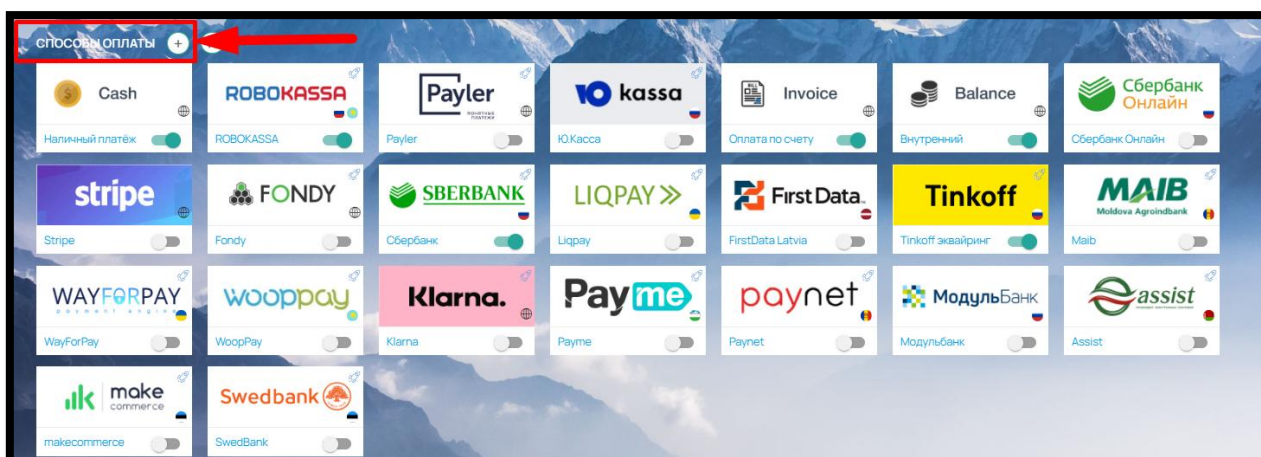 СПОСОБЫ ОПЛАТЫ +
Cash
ROBOKASSA
Payler
ПОНЯТНЫЕ
ПЛАТЕЖИ
Ю kassa
Invoice
Balance
Сбербанк
Онлайн
Наличный платёж
ROBOKASSA
Payler
Ю.Касса
Оплата по счету
Внутренний
Сбербанк Онлайн
stripe
FONDY
SBERBANK
LIQPAY
First Data
Tinkoff
MAIB
Moldova Agroindbank
Stripe
Fondy
Сбербанк
Liqpay
FirstData Latvia
Tinkoff эквайринг
Maib
WAYFORPAY
payment engine
wooppay
Klarna.
Payme
paynet
МодульБанк
assist
WayForPay
WoopPay
Klarna
Payme
Paynet
Модульбанк
Assist
make
commerce
Swedbank
makecommerce
SwedBank